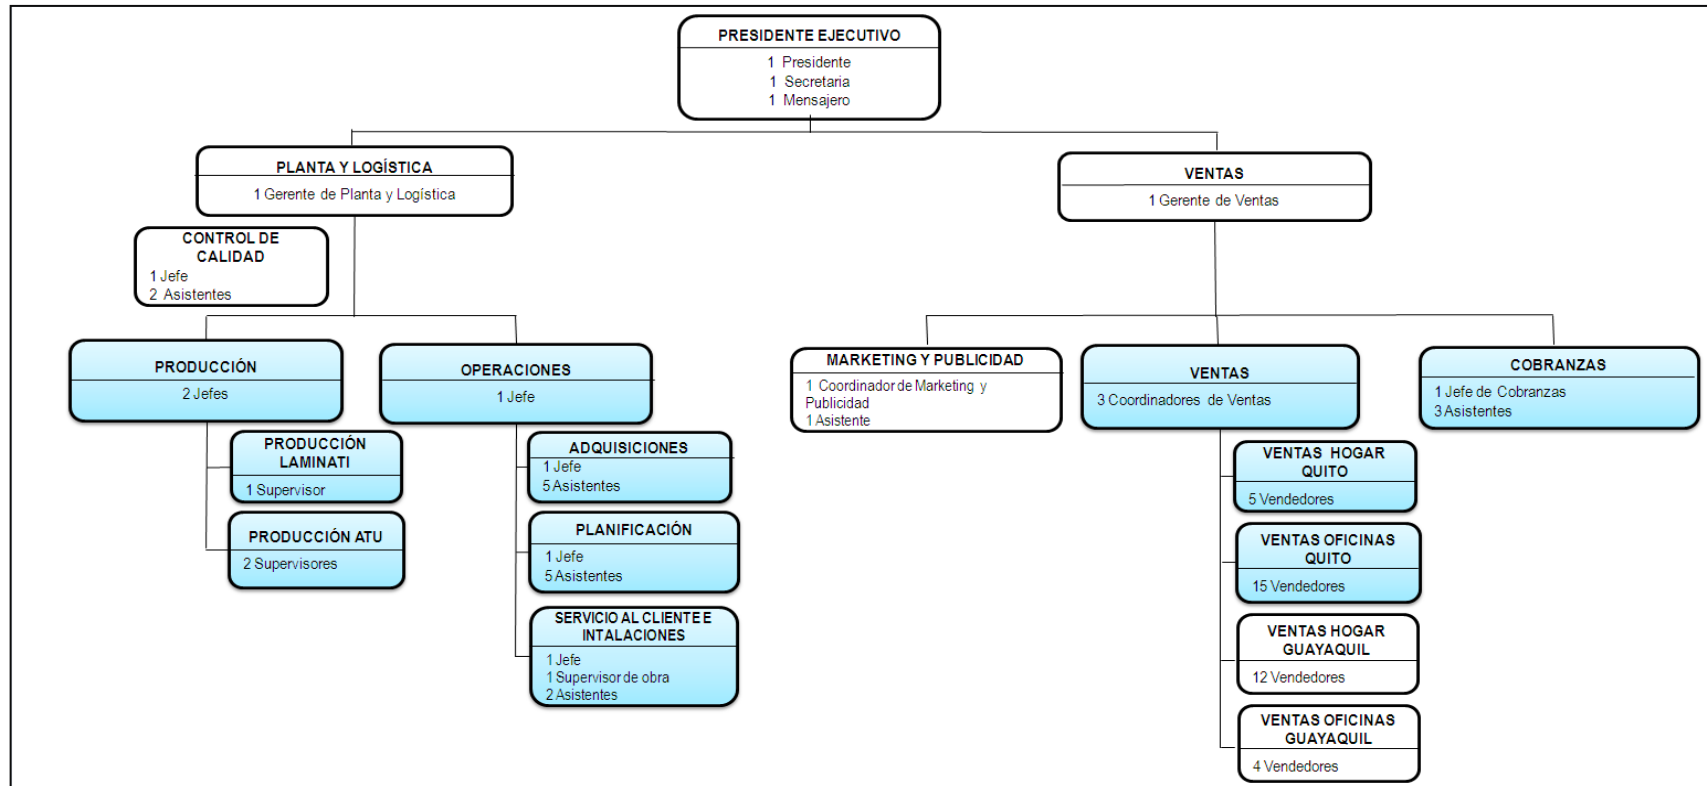 PRESIDENTE EJECUTIVO
1 Presidente
1 Secretaria
1 Mensajero
PLANTA Y LOGÍSTICA
1 Gerente de Planta y Logística
VENTAS
1 Gerente de Ventas
CONTROL DE
CALIDAD
1 Jefe
2 Asistentes
PRODUCCIÓN
2 Jefes
OPERACIONES
1 Jefe
MARKETING Y PUBLICIDAD
1 Coordinador de Marketing y
Publicidad
1 Asistente
VENTAS
3 Coordinadores de Ventas
COBRANZAS
1 Jefe de Cobranzas
3 Asistentes
PRODUCCIÓN
LAMINATI
1 Supervisor
PRODUCCIÓN ATU
2 Supervisores
ADQUISICIONES
1 Jefe
5 Asistentes
PLANIFICACIÓN
1 Jefe
5 Asistentes
SERVICIO AL CLIENTE E
INTALACIONES
1 Jefe
1 Supervisor de obra
2 Asistentes
VENTAS HOGAR
QUITO
5 Vendedores
VENTAS OFICINAS
QUITO
15 Vendedores
VENTAS HOGAR
GUAYAQUIL
12 Vendedores
VENTAS OFICINAS
GUAYAQUIL
4 Vendedores